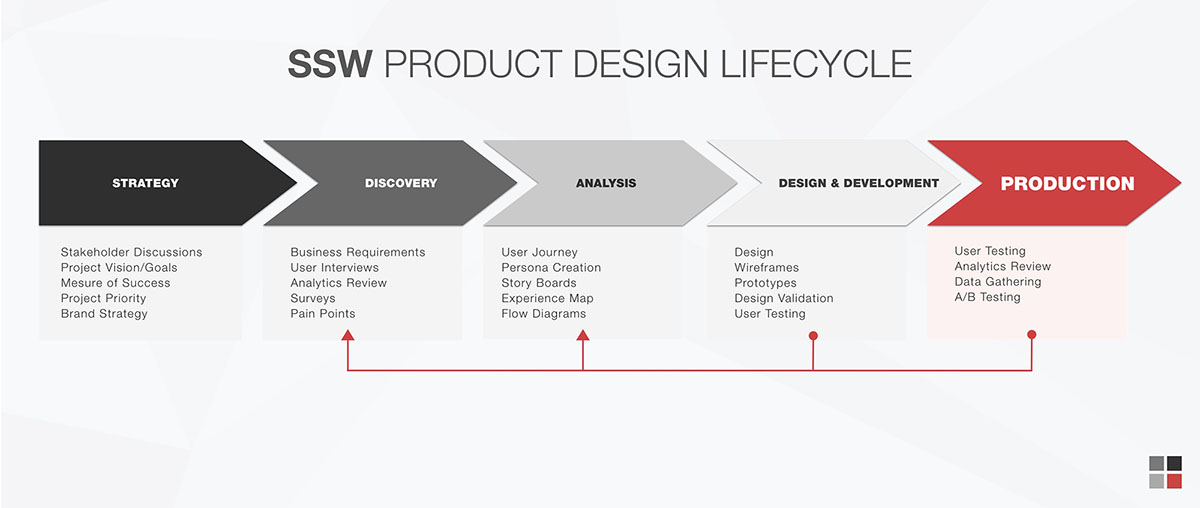 SSW PRODUCT DESIGN LIFECYCLE
STRATEGY
Stakeholder Discussions
Project Vision/Goals
Mesure of Success
Project Priority
Brand Strategy
DISCOVERY
Business Requirements
User Interviews
Analytics Review
Surveys
Pain Points
ANALYSIS
User Journey
Persona Creation
Story Boards
Experience Map
Flow Diagrams
DESIGN & DEVELOPMENT
Design
Wireframes
Prototypes
Design Validation
User Testing
PRODUCTION
User Testing
Analytics Review
Data Gathering
A/B Testing